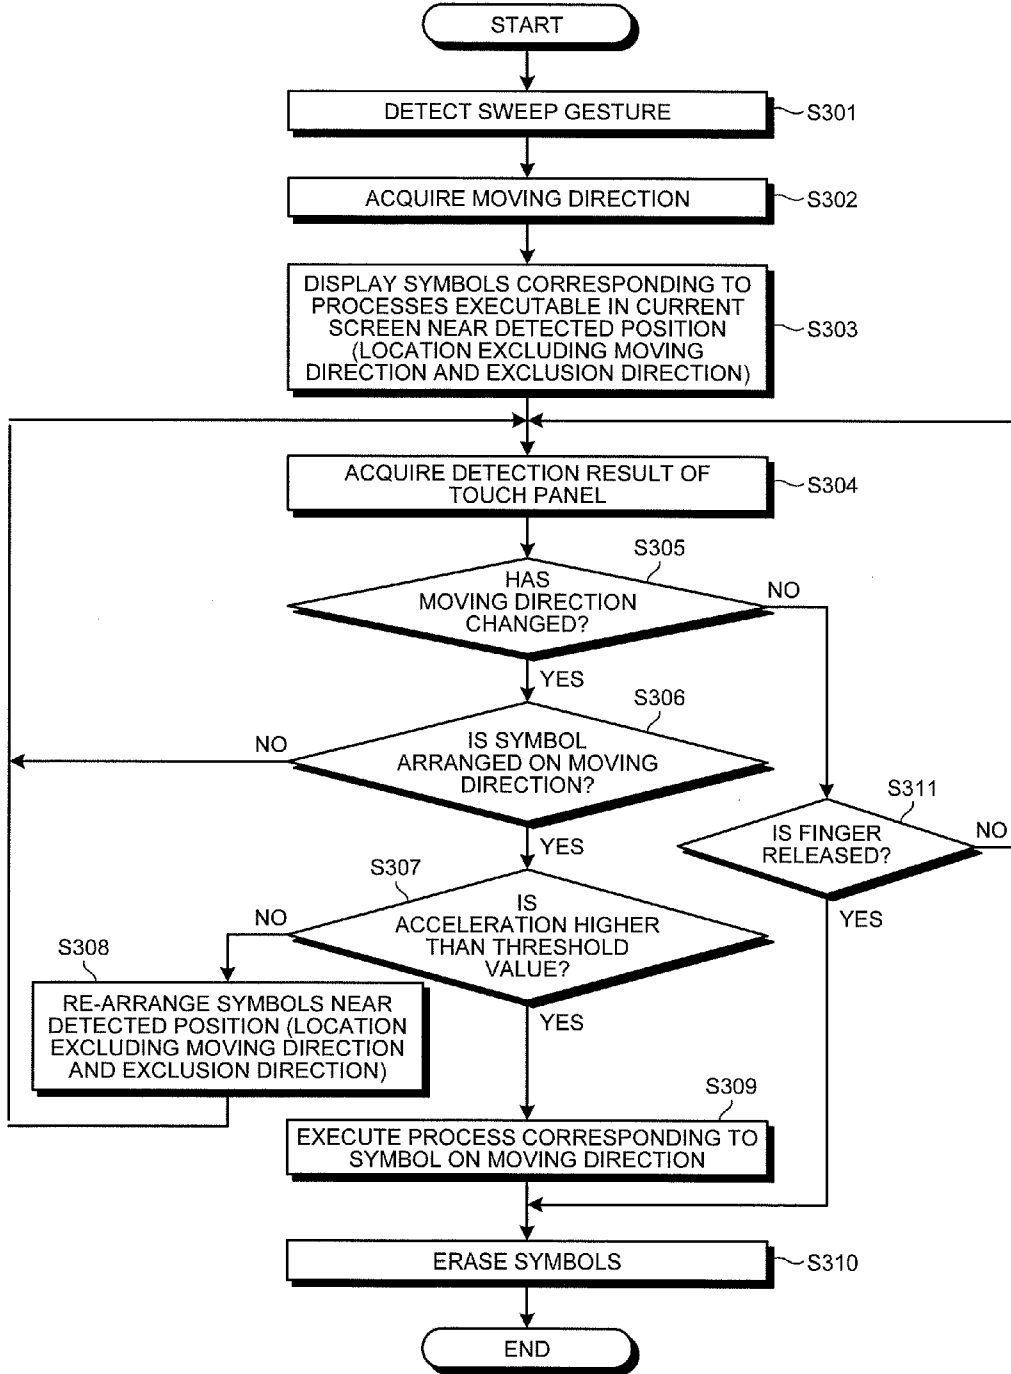 START
DETECT SWEEP GESTURE
S301
ACQUIRE MOVING DIRECTION
S302
DISPLAY SYMBOLS CORRESPONDING TO
PROCESSES EXECUTABLE IN CURRENT
SCREEN NEAR DETECTED POSITION
(LOCATION EXCLUDING MOVING
DIRECTION AND EXCLUSION DIRECTION)
S303
ACQUIRE DETECTION RESULT OF
TOUCH PANEL
S304
S305
HAS
MOVING DIRECTION
CHANGED?
NO
YES
S306
IS SYMBOL
ARRANGED ON MOVING
DIRECTION?
NO
YES
S311
IS FINGER
RELEASED?
NO
YES
S307
IS
ACCELERATION HIGHER
THAN THRESHOLD
VALUE?
NO
YES
S308
RE-ARRANGE SYMBOLS NEAR
DETECTED POSITION (LOCATION
EXCLUDING MOVING DIRECTION
AND EXCLUSION DIRECTION)
S309
EXECUTE PROCESS CORRESPONDING TO
SYMBOL ON MOVING DIRECTION
ERASE SYMBOLS
S310
END